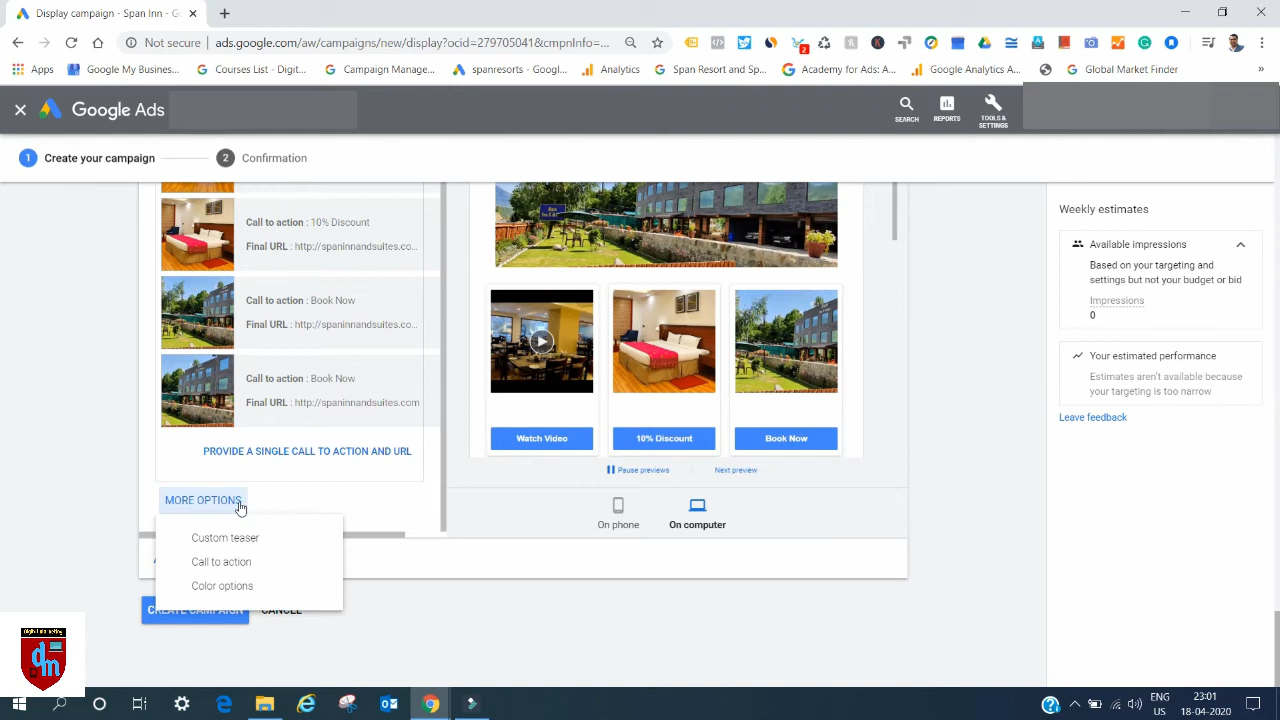 Display campaign - Span Inn - G
Not secure
ads.google.com/campaigns/new/display?ocid=279705041&cmpnInfo=...
2
Apps
Google My Busines...
Courses List - Digit...
Campaign Manage...
spanresorts - Googl...
Analytics
Span Resort and Sp...
Academy for Ads: A...
Google Analytics A...
Global Market Finder
»
Google Ads
SEARCH
REPORTS
TOOLS &
SETTINGS
1 Create your campaign
2 Confirmation
Call to action : 10% Discount
Final URL : http://spaninnandsuites.co...
Call to action : Book Now
Final URL : http://spaninnandsuites.co...
Call to action : Book Now
Final URL : http://spaninnandsuites.com
PROVIDE A SINGLE CALL TO ACTION AND URL
MORE OPTIONS
Custom teaser
Call to action
Color options
CREATE CAMPAIGN
CANCEL
Watch Video
10% Discount
Book Now
Pause previews
Next preview
On phone
On computer
Weekly estimates
Available impressions
Based on your targeting and
settings but not your budget or bid
Impressions
0
Your estimated performance
Estimates aren't available because
your targeting is too narrow
Leave feedback
dm
ENG
US
23:01
18-04-2020